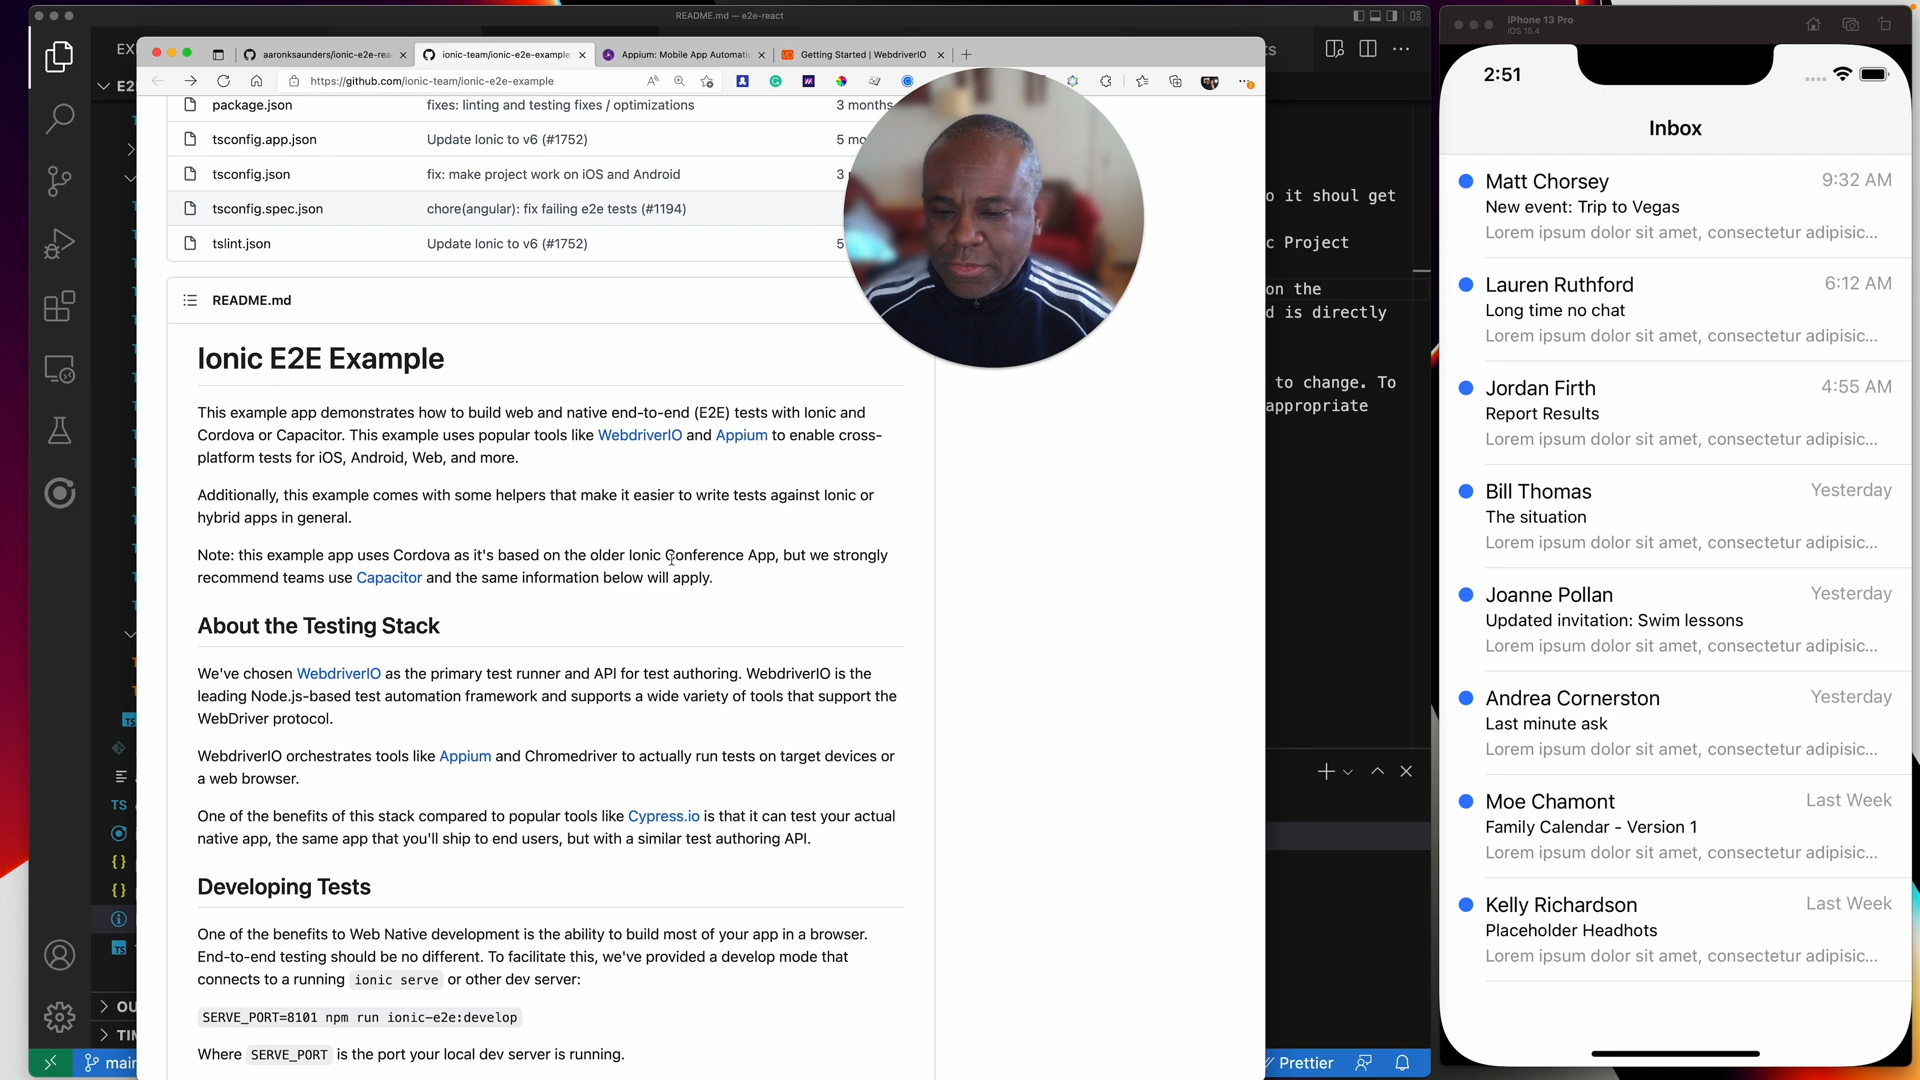 README.md — e2e-react
EX
E2
aaronksaunders/ionic-e2e-rea
ionic-team/ionic-e2e-example
Appium: Mobile App Automatic
Getting Started | WebdriverIO
https://github.com/ionic-team/ionic-e2e-example
package.json fixes: linting and testing fixes / optimizations 3 months
tsconfig.app.json Update Ionic to v6 (#1752) 5 mo
tsconfig.json fix: make project work on iOS and Android 3
tsconfig.spec.json chore(angular): fix failing e2e tests (#1194)
tslint.json Update Ionic to v6 (#1752) 5
README.md
Ionic E2E Example
This example app demonstrates how to build web and native end-to-end (E2E) tests with Ionic and
Cordova or Capacitor. This example uses popular tools like WebdriverIO and Appium to enable cross-
platform tests for iOS, Android, Web, and more.
Additionally, this example comes with some helpers that make it easier to write tests against Ionic or
hybrid apps in general.
Note: this example app uses Cordova as it's based on the older Ionic Conference App, but we strongly
recommend teams use Capacitor and the same information below will apply.
About the Testing Stack
We've chosen WebdriverIO as the primary test runner and API for test authoring. WebdriverIO is the
leading Node.js-based test automation framework and supports a wide variety of tools that support the
WebDriver protocol.
WebdriverIO orchestrates tools like Appium and Chromedriver to actually run tests on target devices or
a web browser.
One of the benefits of this stack compared to popular tools like Cypress.io is that it can test your actual
native app, the same app that you'll ship to end users, but with a similar test authoring API.
Developing Tests
One of the benefits to Web Native development is the ability to build most of your app in a browser.
End-to-end testing should be no different. To facilitate this, we've provided a develop mode that
connects to a running ionic serve or other dev server:
SERVE_PORT=8101 npm run ionic-e2e:develop
Where SERVE_PORT is the port your local dev server is running.
ts
o it shoul get
c Project
on the
d is directly
to change. To
appropriate
TS
TS
TS
OU
TIM
main
Prettier
iPhone 13 Pro
iOS 15.4
2:51
Inbox
Matt Chorsey 9:32 AM
New event: Trip to Vegas
Lorem ipsum dolor sit amet, consectetur adipisic...
Lauren Ruthford 6:12 AM
Long time no chat
Lorem ipsum dolor sit amet, consectetur adipisic...
Jordan Firth 4:55 AM
Report Results
Lorem ipsum dolor sit amet, consectetur adipisic...
Bill Thomas Yesterday
The situation
Lorem ipsum dolor sit amet, consectetur adipisic...
Joanne Pollan Yesterday
Updated invitation: Swim lessons
Lorem ipsum dolor sit amet, consectetur adipisic...
Andrea Cornerston Yesterday
Last minute ask
Lorem ipsum dolor sit amet, consectetur adipisic...
Moe Chamont Last Week
Family Calendar - Version 1
Lorem ipsum dolor sit amet, consectetur adipisic...
Kelly Richardson Last Week
Placeholder Headhots
Lorem ipsum dolor sit amet, consectetur adipisic...